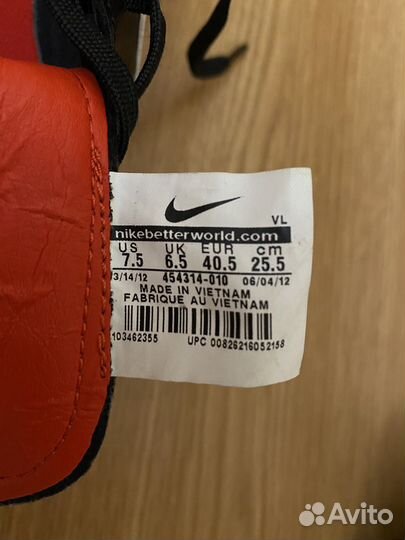 VL
nikebetterworld.com
US UK EUR cm
7.5 6.5 40.5 25.5
3/14/12 454314-010 06/04/12
MADE IN VIETNAM
FABRIQUE AU VIETNAM
103462355 UPC 00826216052158
Avito